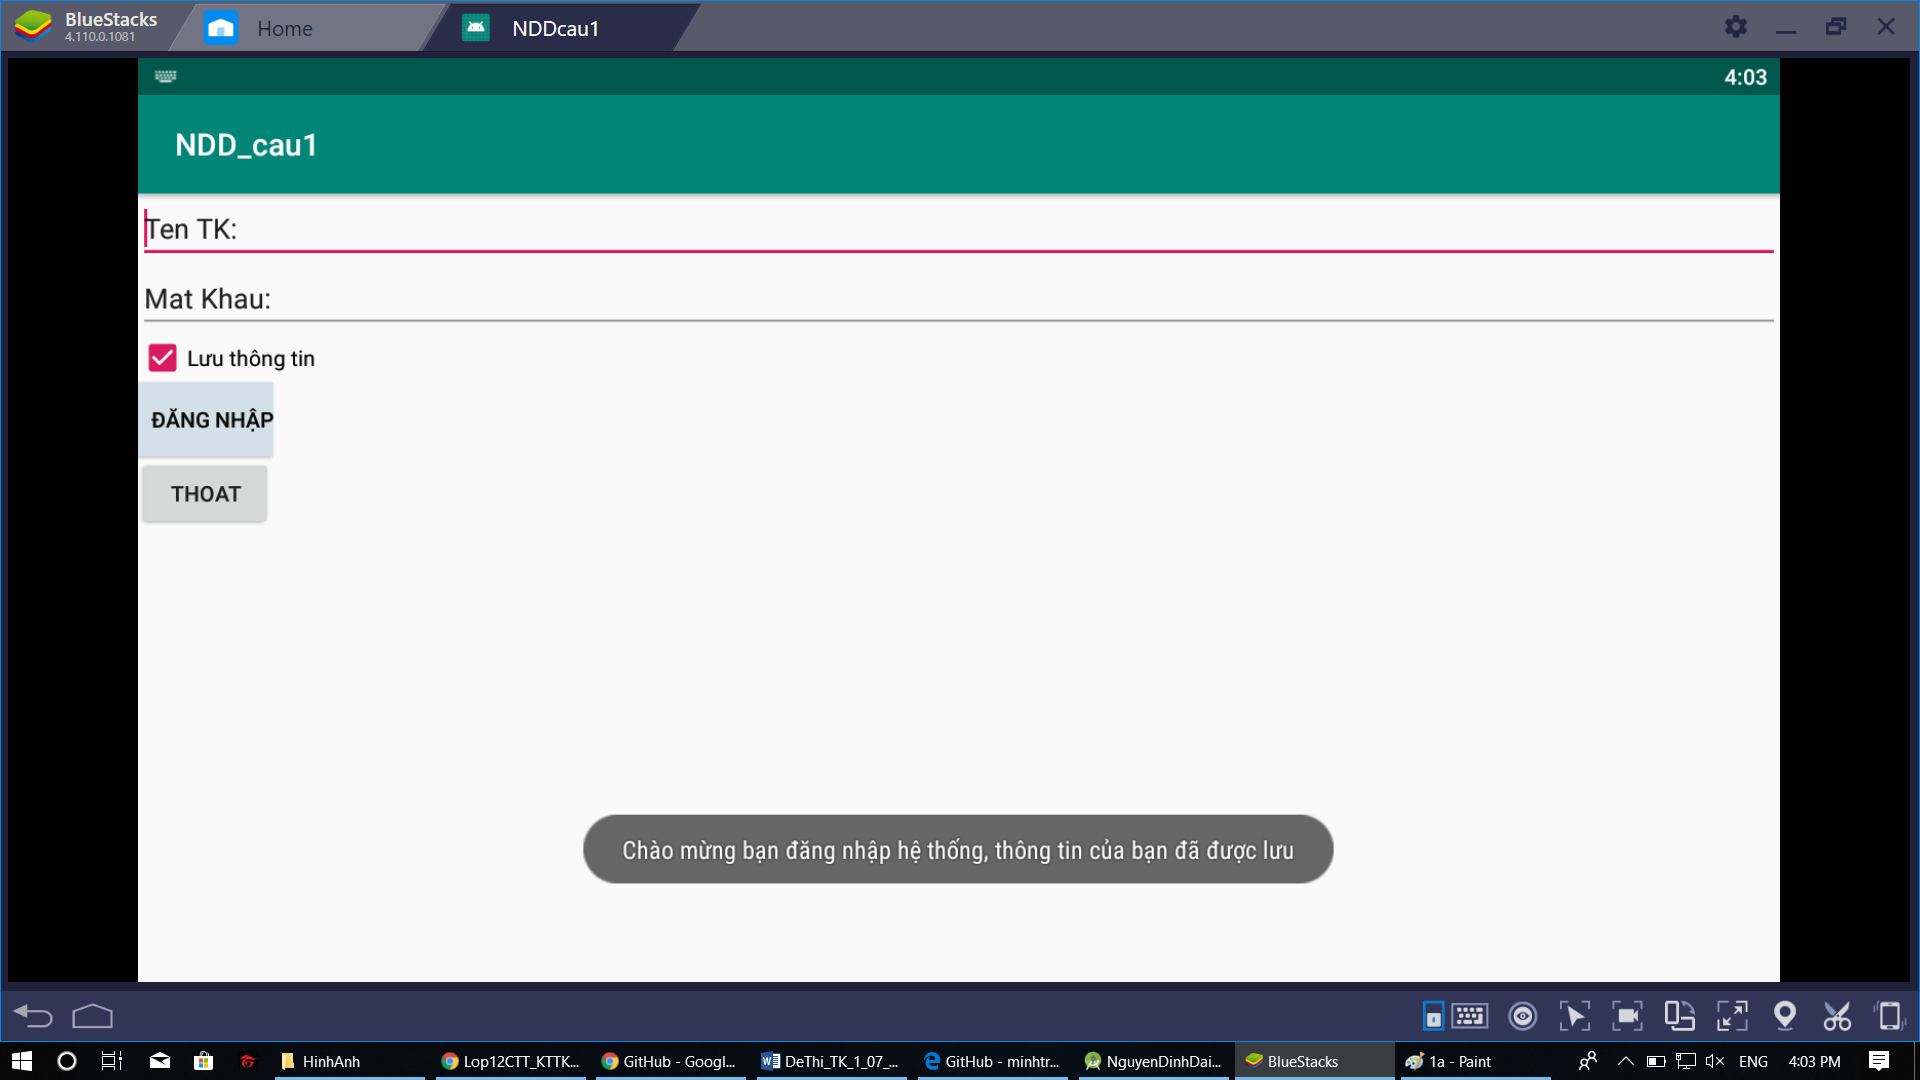 BlueStacks
4.110.0.1081
Home
NDDcau1
4:03
NDD_cau1
Ten TK:
Mat Khau:
Lưu thông tin
ĐĂNG NHẬP
THOAT
Chào mừng bạn đăng nhập hệ thống, thông tin của bạn đã được lưu
HinhAnh
Lop12CTT_KTTK...
GitHub - Googl...
DeThi_TK_1_07_...
GitHub - minhtr...
NguyenDinhDai...
BlueStacks
1a - Paint
ENG
4:03 PM